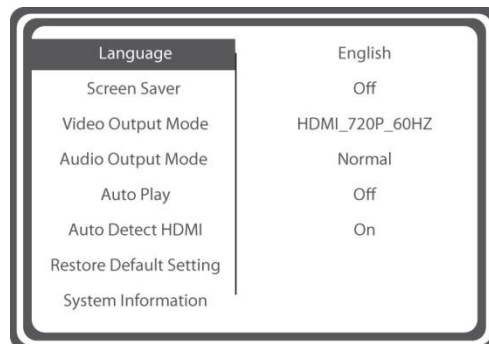 Language English
Screen Saver Off
Video Output Mode HDMI_720P_60HZ
Audio Output Mode Normal
Auto Play Off
Auto Detect HDMI On
Restore Default Setting
System Information